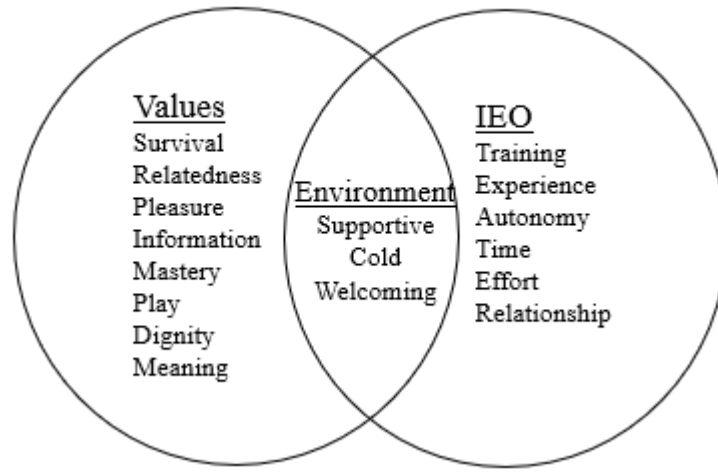 Values
Survival
Relatedness
Pleasure
Information
Mastery
Play
Dignity
Meaning
Environment
Supportive
Cold
Welcoming
IEO
Training
Experience
Autonomy
Time
Effort
Relationship